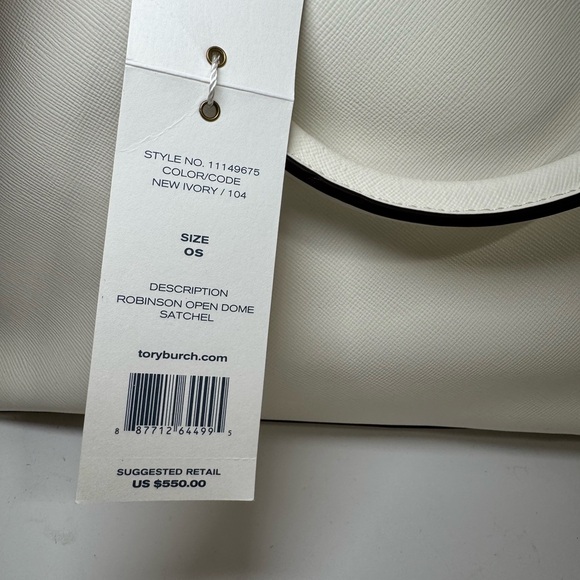 STYLE NO. 11149675
COLOR/CODE
NEW IVORY / 104
SIZE
OS
DESCRIPTION
ROBINSON OPEN DOME
SATCHEL
toryburch.com
8 87712 64499 5
SUGGESTED RETAIL
US $550.00